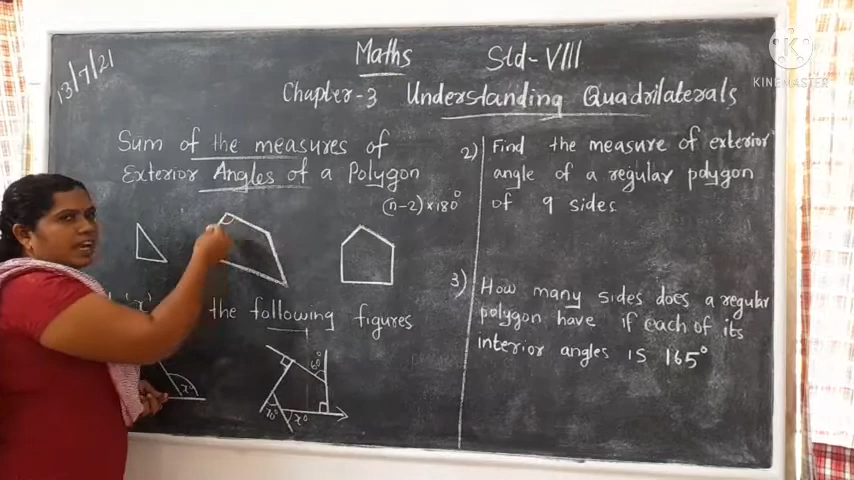 13/7/21
Maths Std-VIII
Chapter-3 Understanding Quadrilaterals
Sum of the measures of
Exterior Angles of a Polygon
(n-2)×180°
'x'
the following figures
x°
60°
70°
x°
2) Find the measure of exterior
angle of a regular polygon
of 9 sides.
3) How many sides does a regular
polygon have if each of its
interior angles is 165°
K
KINEMASTER